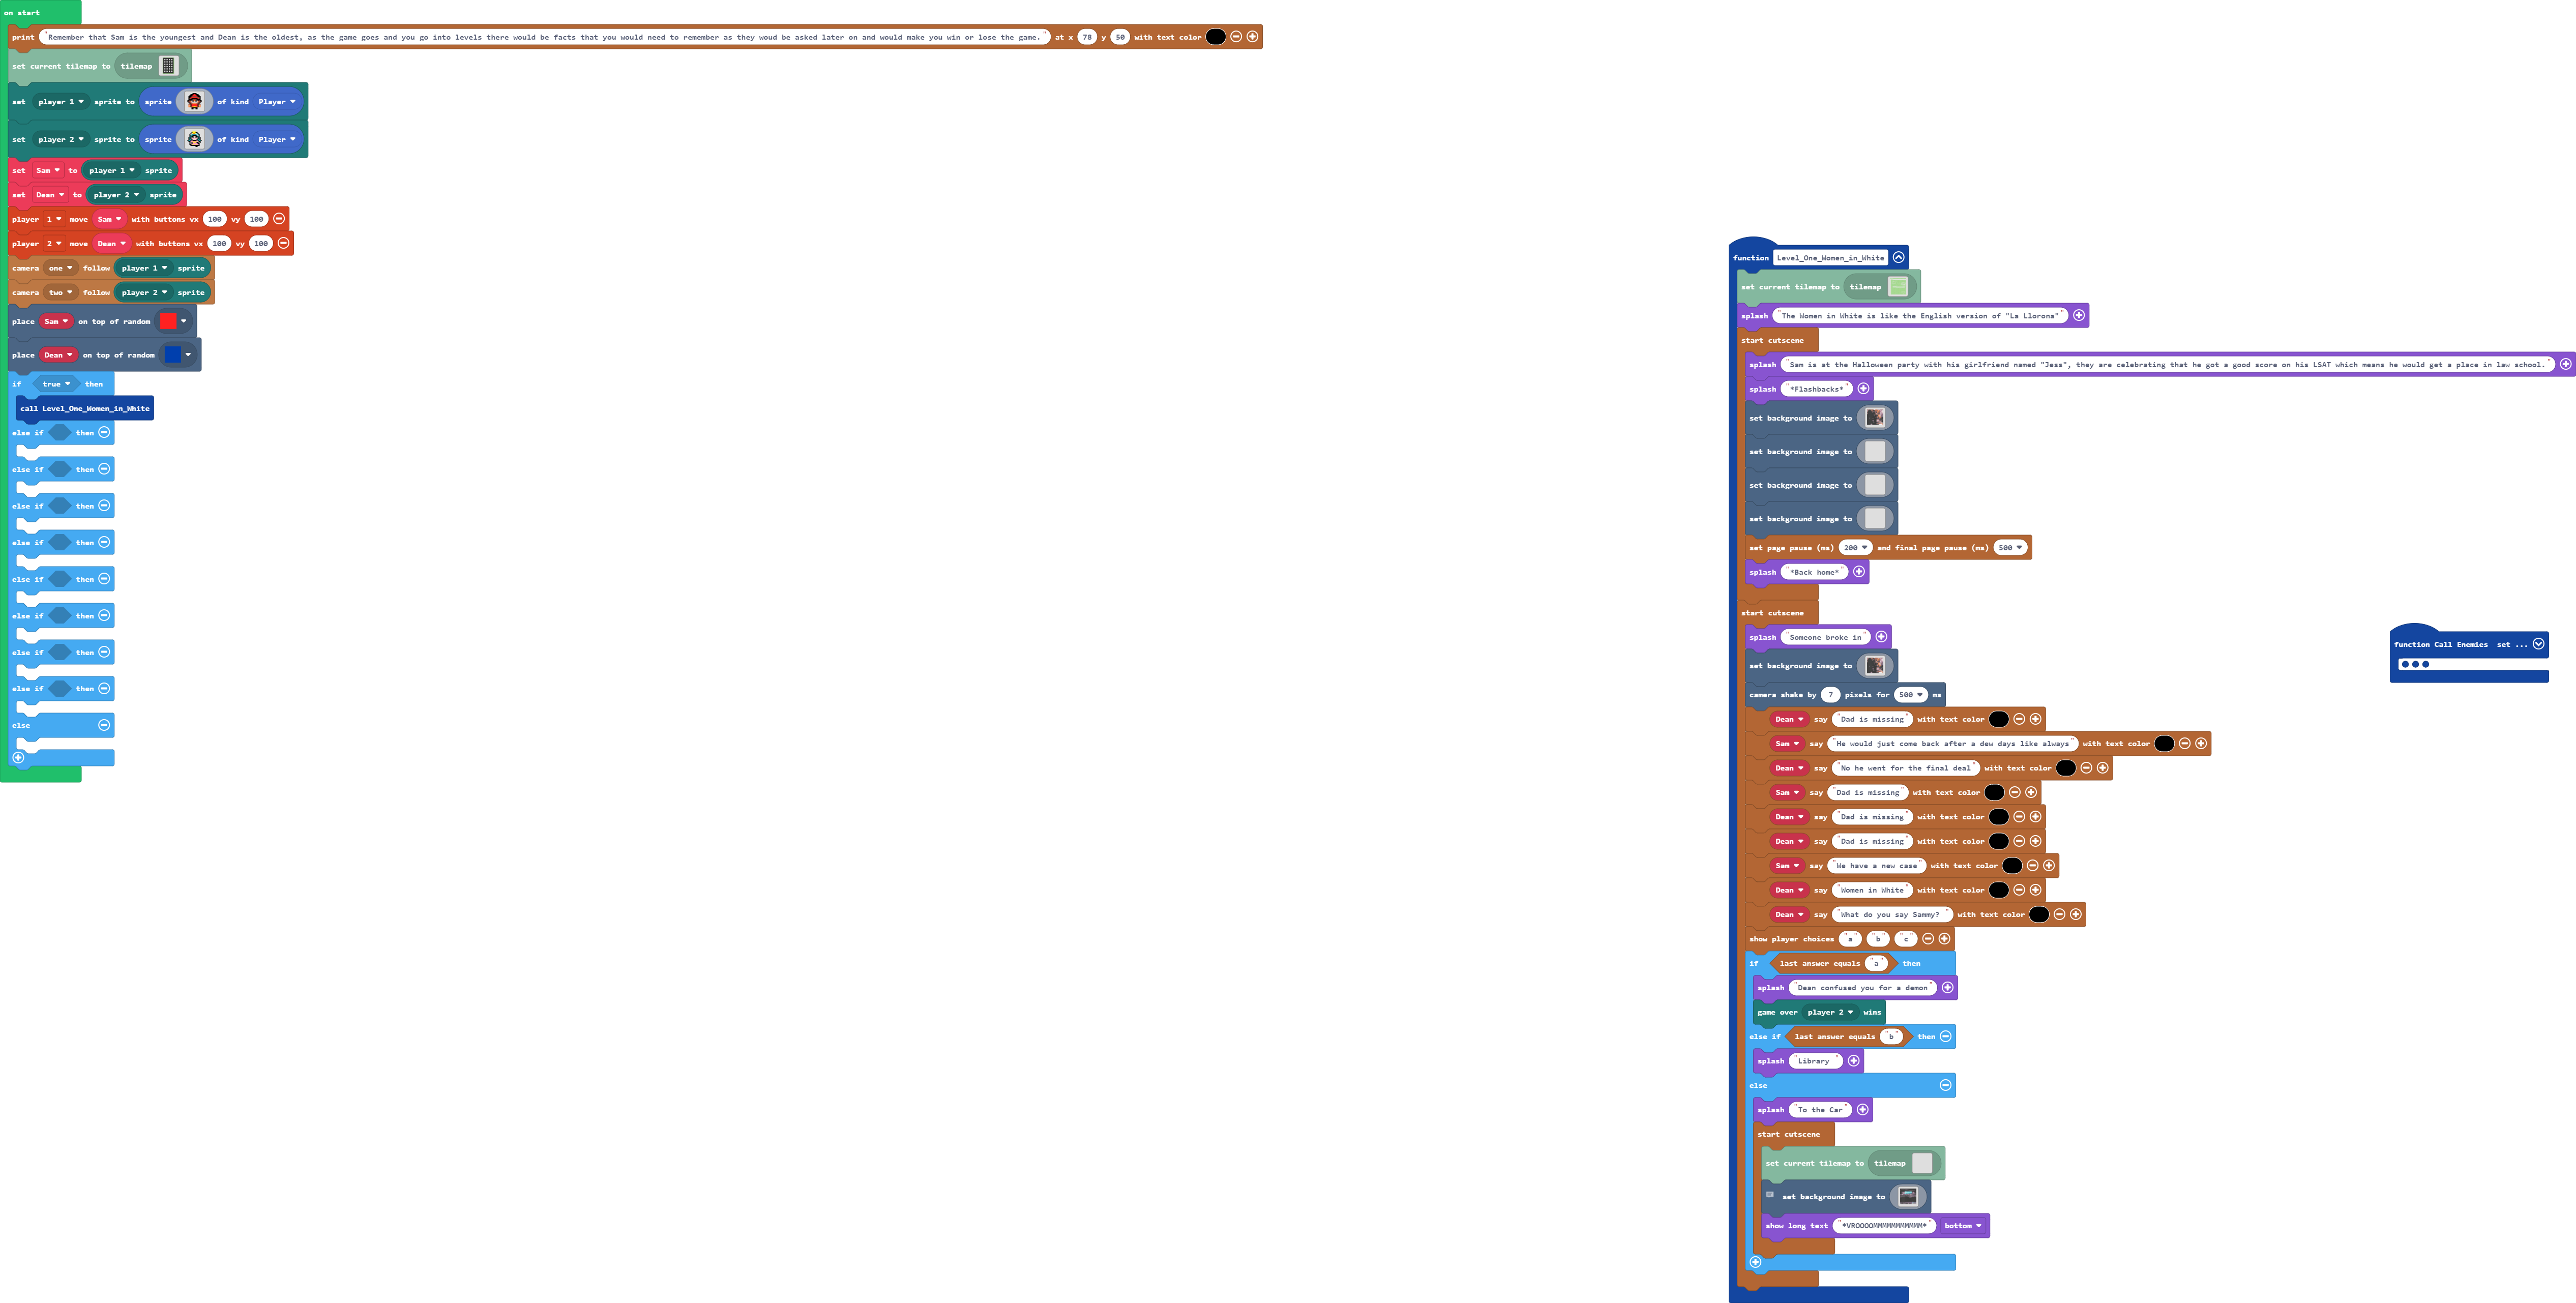 on start
print "Remember that Sam is the youngest and Dean is the oldest, as the game goes and you go into levels there would be facts that you would need to remember as they woud be asked later on and would make you win or lose the game." at x 78 y 50 with text color
set current tilemap to tilemap
set player 1 sprite to sprite of kind Player
set player 2 sprite to sprite of kind Player
set Sam to player 1 sprite
set Dean to player 2 sprite
player 1 move Sam with buttons vx 100 vy 100
player 2 move Dean with buttons vx 100 vy 100
camera one follow player 1 sprite
camera two follow player 2 sprite
place Sam on top of random
place Dean on top of random
if true then
call Level_One_Women_in_White
else if then
else if then
else if then
else if then
else if then
else if then
else if then
else if then
else
function Level_One_Women_in_White
set current tilemap to tilemap
splash "The Women in White is like the English version of "La Llorona""
start cutscene
splash "Sam is at the Halloween party with his girlfriend named "Jess", they are celebrating that he got a good score on his LSAT which means he would get a place in law school."
splash "*Flashbacks*"
set background image to
set background image to
set background image to
set background image to
set page pause (ms) 200 and final page pause (ms) 500
splash "*Back home*"
start cutscene
splash "Someone broke in"
set background image to
camera shake by 7 pixels for 500 ms
Dean say "Dad is missing" with text color
Sam say "He would just come back after a dew days like always" with text color
Dean say "No he went for the final deal" with text color
Sam say "Dad is missing" with text color
Dean say "Dad is missing" with text color
Dean say "Dad is missing" with text color
Sam say "We have a new case" with text color
Dean say "Women in White" with text color
Dean say "What do you say Sammy? " with text color
show player choices "a" "b" "c"
if last answer equals "a" then
splash "Dean confused you for a demon"
game over player 2 wins
else if last answer equals "b" then
splash "Library "
else
splash "To the Car"
start cutscene
set current tilemap to tilemap
set background image to
show long text "*VROOOOMMMMMMMMMMM*" bottom
function Call Enemies set ...